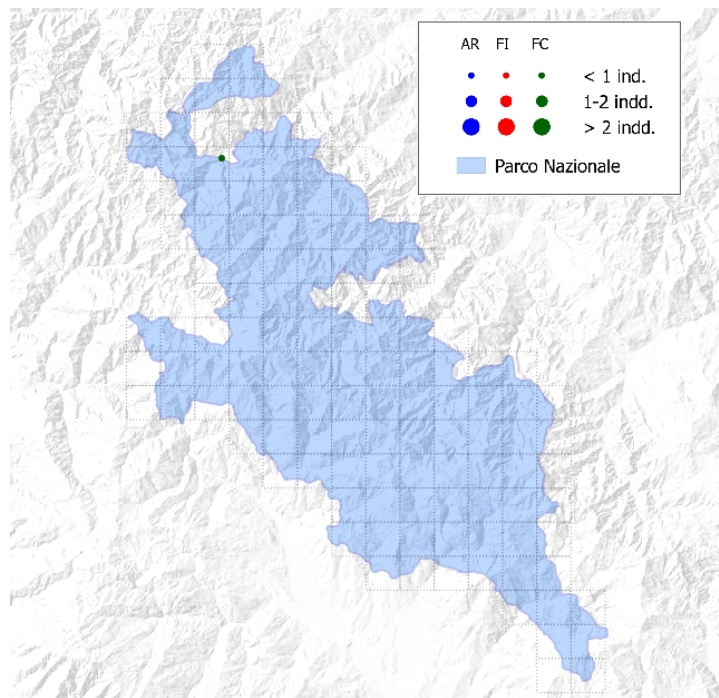 AR FI FC
< 1 ind.
1-2 indd.
> 2 indd.
Parco Nazionale